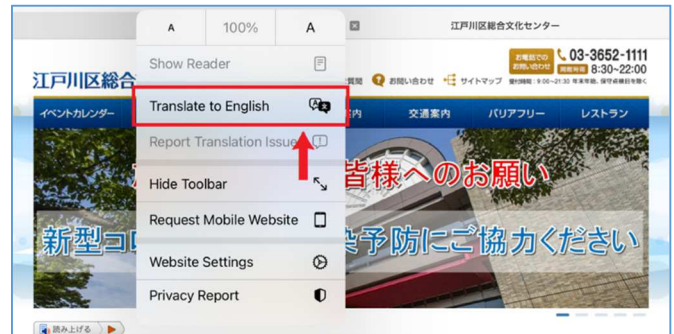 A 100% A
江戸川区総合文化センター
Show Reader
お電話での
お問い合わせ
03-3652-1111
8:30~22:00
江戸川区総合
質問 お問い合わせ サイトマップ
Translate to English
イベントカレンダー 案内 交通案内 バリアフリー レストラン
Report Translation Issue
Hide Toolbar
皆様へのお願い
Request Mobile Website
新型コ
予防にご協力ください
Website Settings
Privacy Report
読み上げる